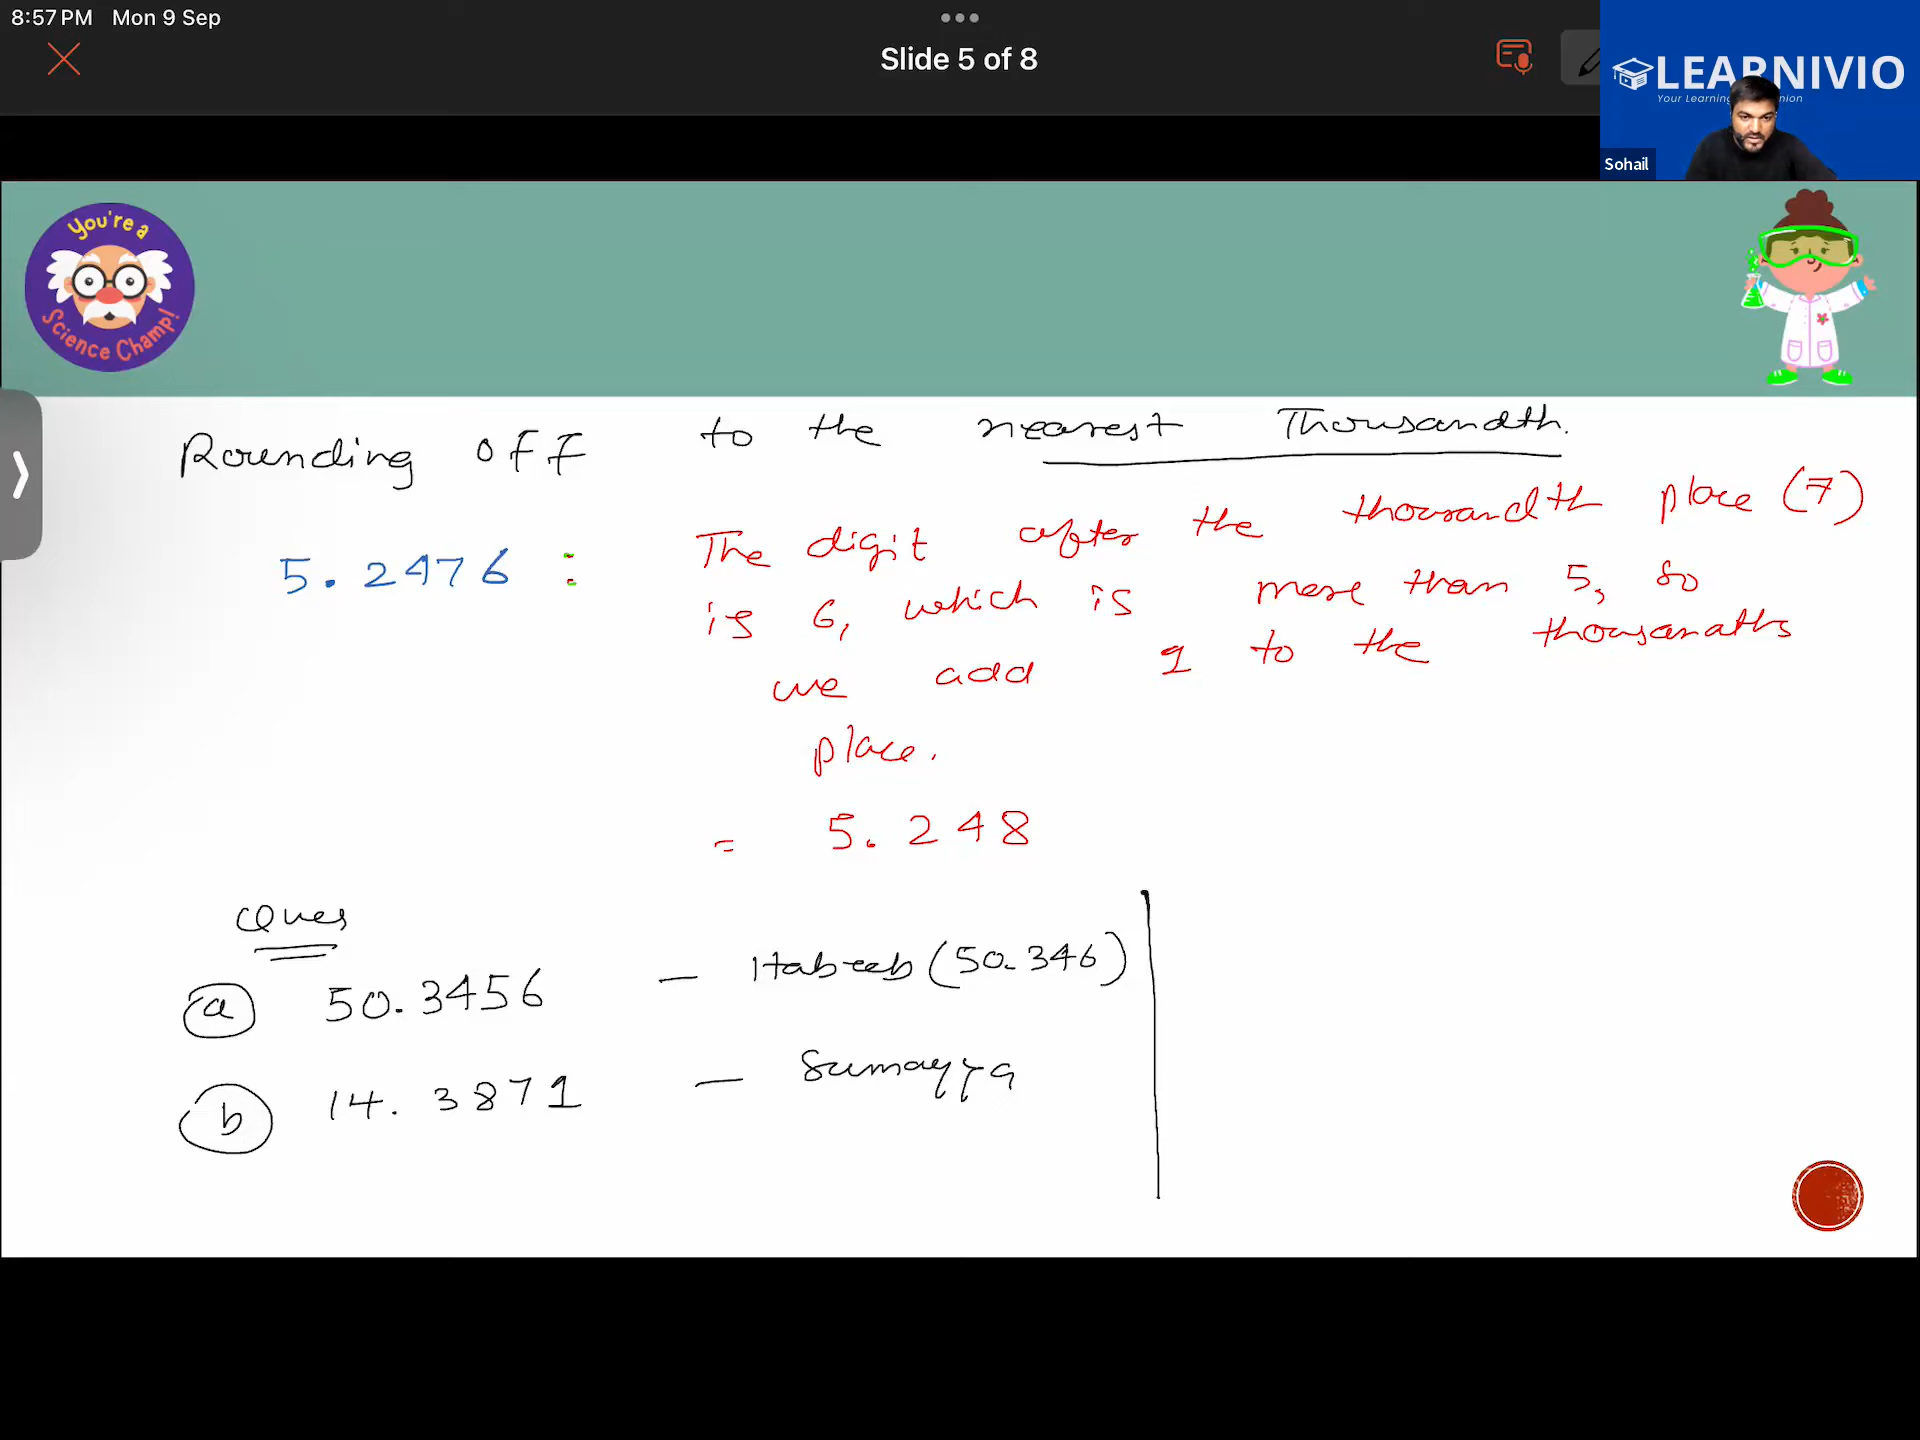 8:57 PM Mon 9 Sep
Slide 5 of 8
LEARNIVIO
Your Learning
Sohail
You're a
Science Champ!
Rounding off to the nearest Thousandth.
5.2476 :
The digit after the thousandth place (7)
is 6, which is more than 5, so
we add 1 to the thousandths
place.
= 5.248
Ques
a 50.3456 - Habeeb (50.346)
b 14.3871 - Sumayya